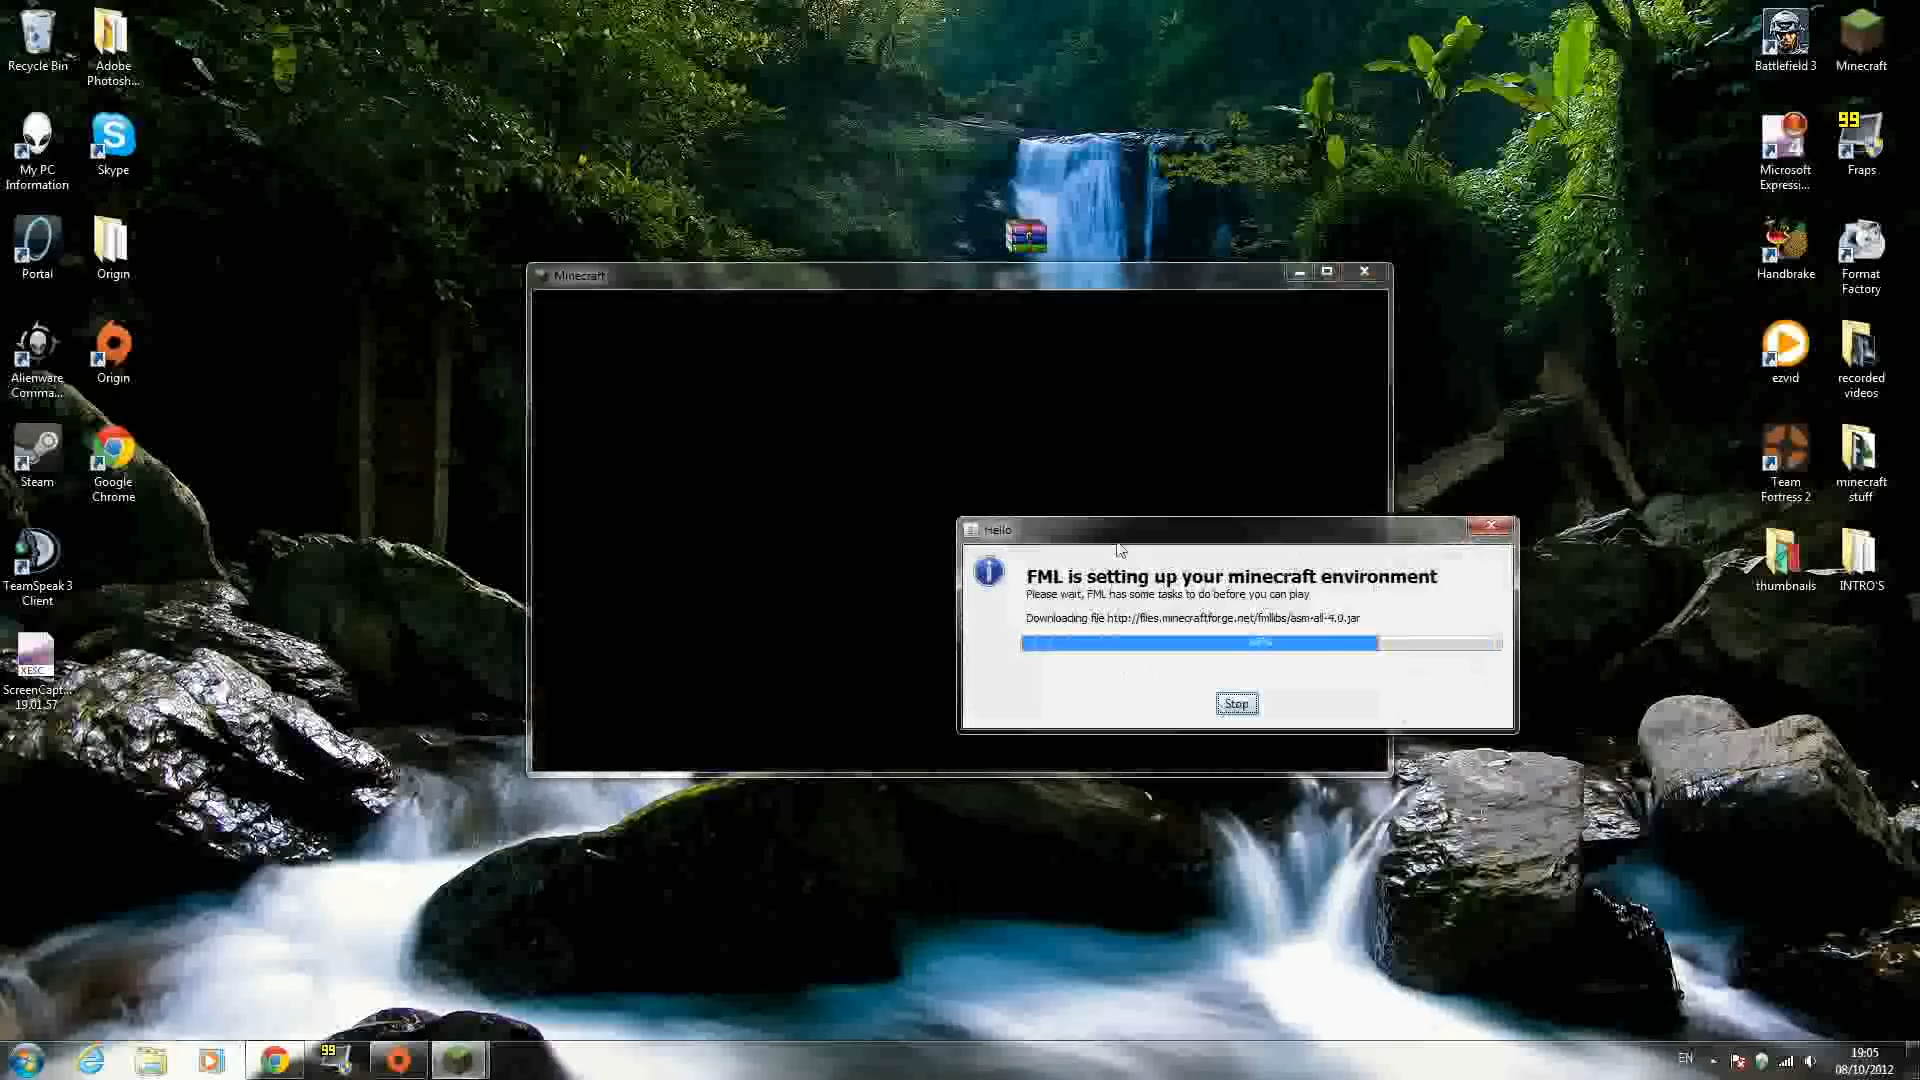 Recycle Bin
Adobe
Photosh...
My PC
Information
Skype
Portal
Origin
Alienware
Comma...
Origin
Steam
Google
Chrome
TeamSpeak 3
Client
XESC
ScreenCapt...
19.01.57
Battlefield 3
Minecraft
Microsoft
Expressi...
99
Fraps
Handbrake
Format
Factory
ezvid
recorded
videos
Team
Fortress 2
minecraft
stuff
thumbnails
INTRO'S
Minecraft
Hello
FML is setting up your minecraft environment
Please wait, FML has some tasks to do before you can play
Downloading file http://files.minecraftforge.net/fmllibs/asm-all-4.0.jar
Stop
99
EN
19:05
08/10/2012